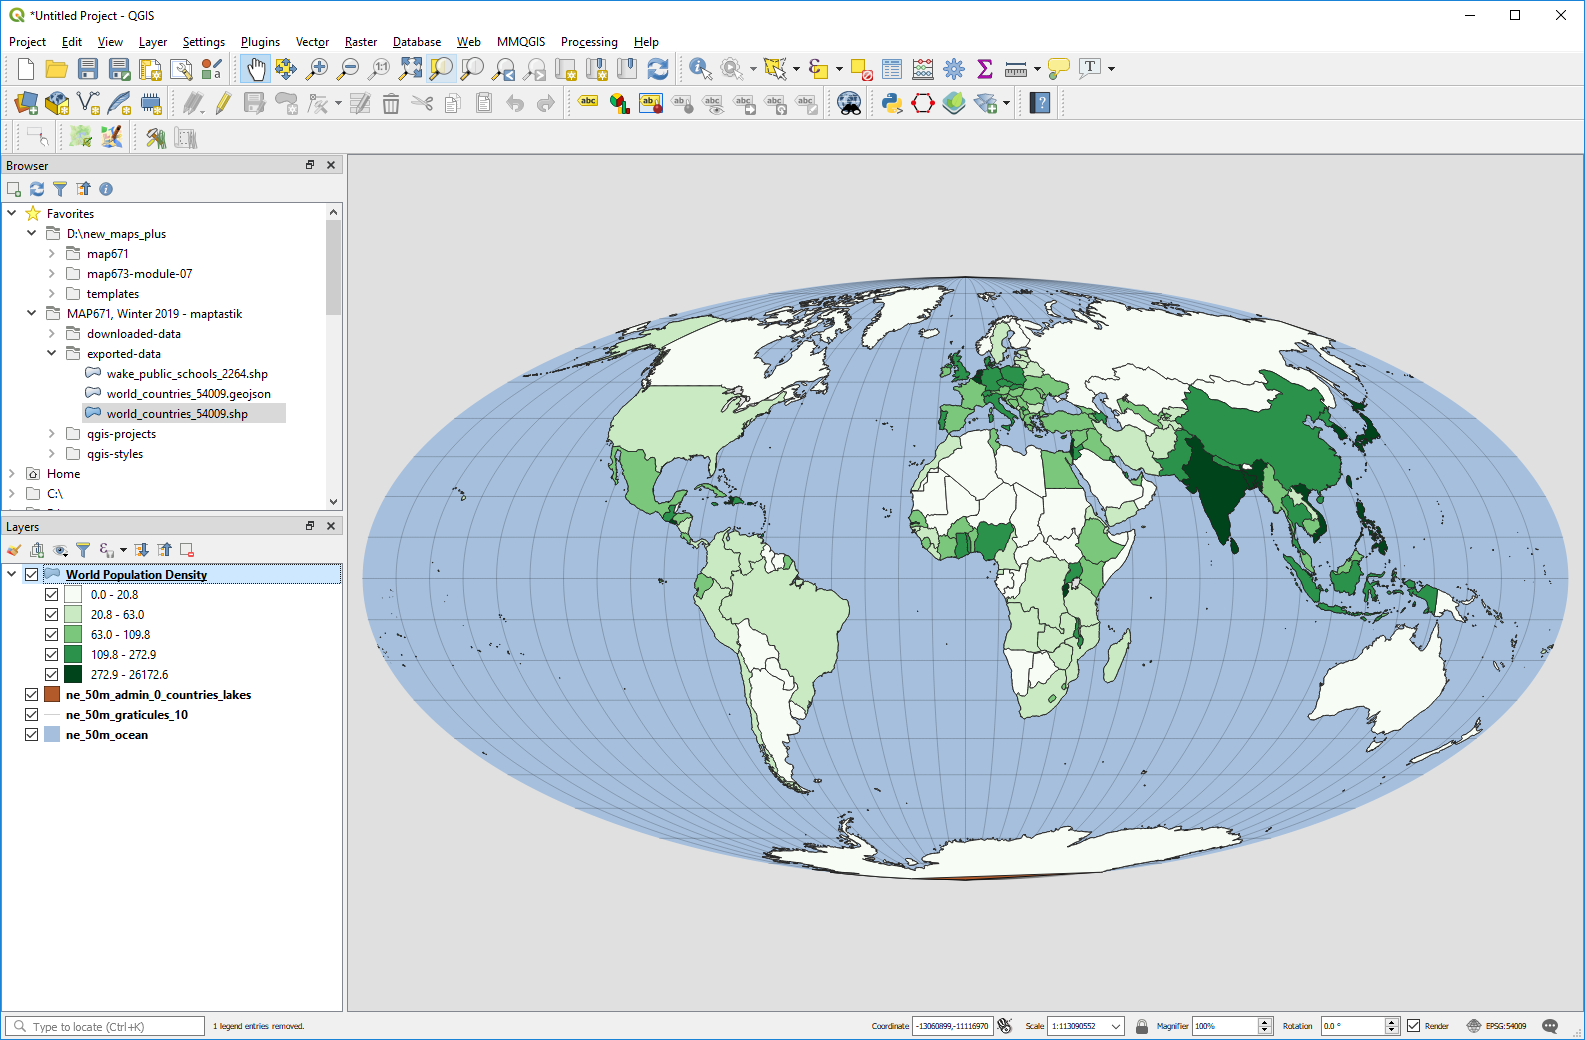 *Untitled Project - QGIS
Project Edit View Layer Settings Plugins Vector Raster Database Web MMQGIS Processing Help
Browser
Favorites
D:\new_maps_plus
map671
map673-module-07
templates
MAP671, Winter 2019 - maptastik
downloaded-data
exported-data
wake_public_schools_2264.shp
world_countries_54009.geojson
world_countries_54009.shp
qgis-projects
qgis-styles
Home
C:\
Layers
World Population Density
0.0 - 20.8
20.8 - 63.0
63.0 - 109.8
109.8 - 272.9
272.9 - 26172.6
ne_50m_admin_0_countries_lakes
ne_50m_graticules_10
ne_50m_ocean
Type to locate (Ctrl+K) 1 legend entries removed. Coordinate -13060899,-11116970 Scale 1:113090552 Magnifier 100% Rotation 0.0 ° Render EPSG:54009